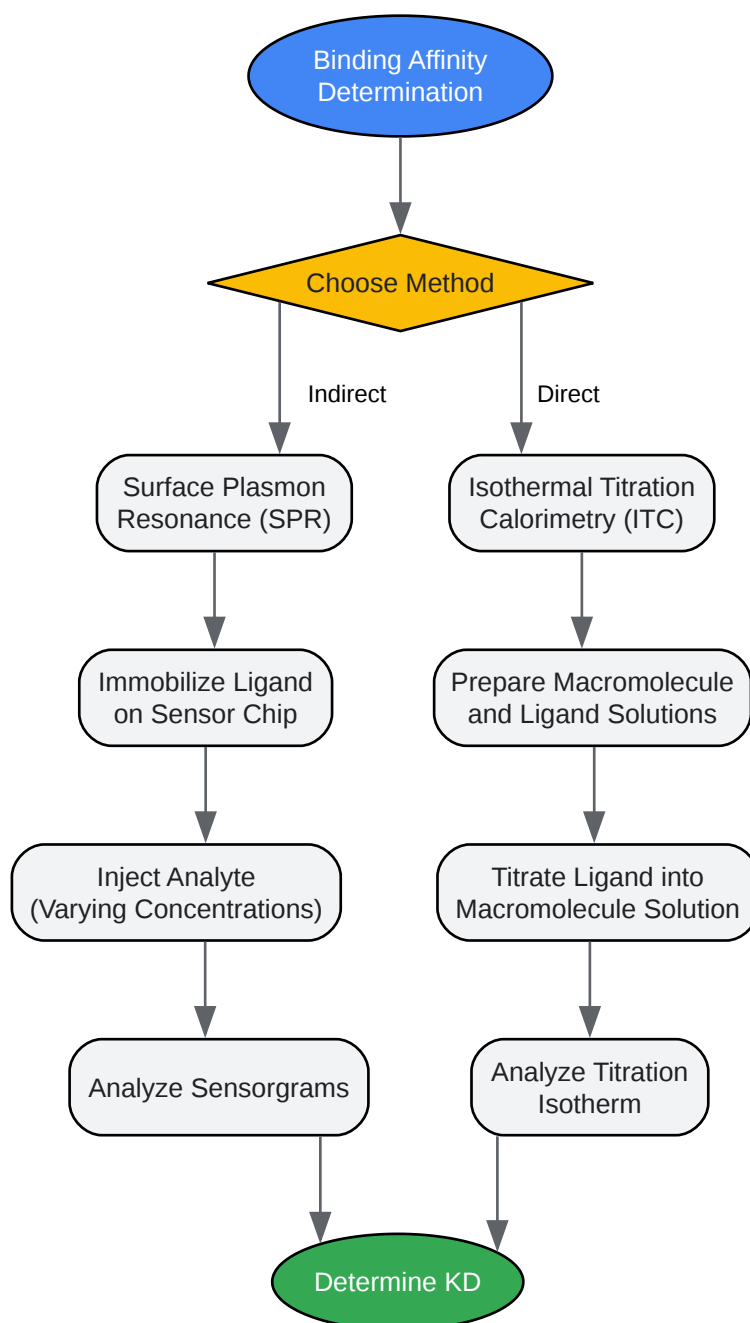 Binding Affinity
Determination
Choose Method
Indirect
Direct
Surface Plasmon
Resonance (SPR)
Isothermal Titration
Calorimetry (ITC)
Immobilize Ligand
on Sensor Chip
Prepare Macromolecule
and Ligand Solutions
Inject Analyte
(Varying Concentrations)
Titrate Ligand into
Macromolecule Solution
Analyze Sensorgrams
Analyze Titration
Isotherm
Determine KD